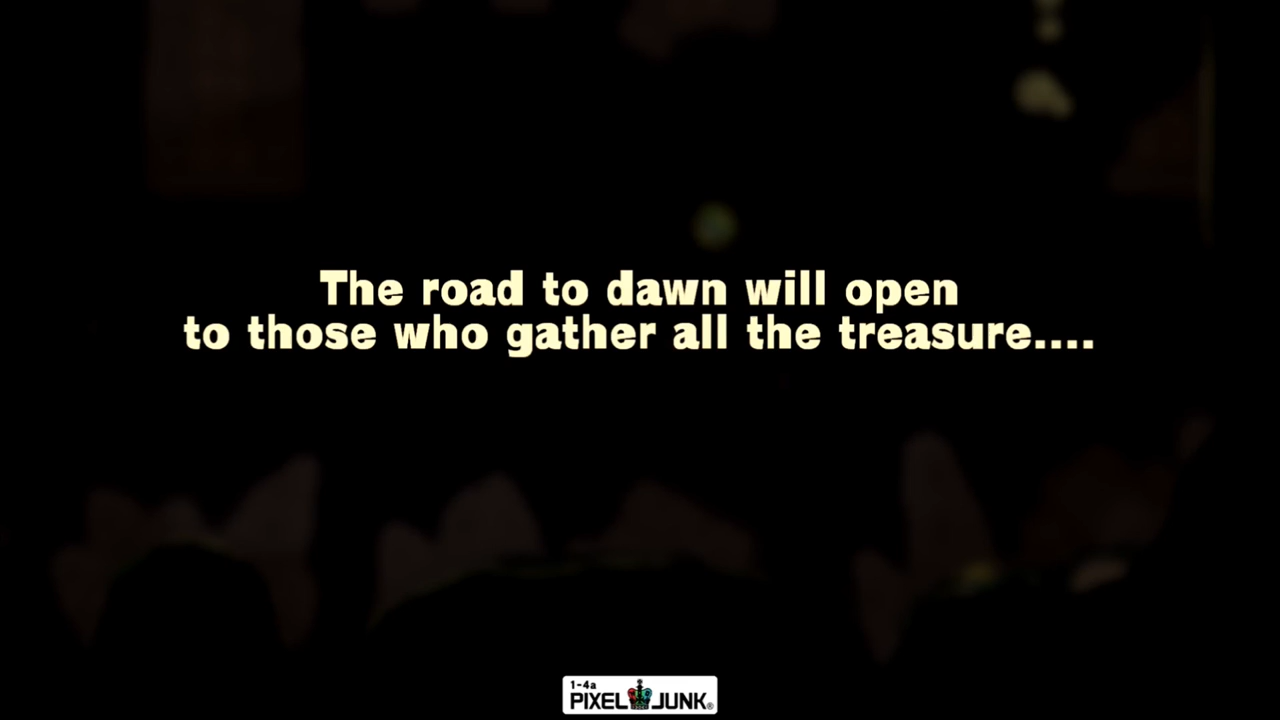 The road to dawn will open
to those who gather all the treasure....
1-4a
PIXEL JUNK®